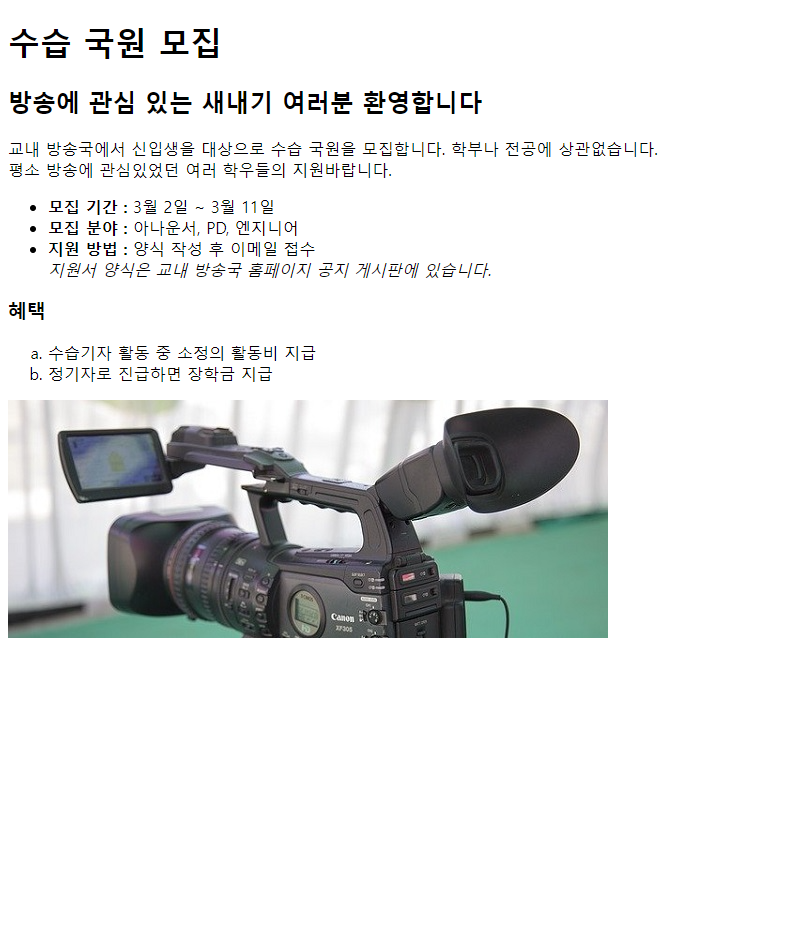 수습 국원 모집
방송에 관심 있는 새내기 여러분 환영합니다
교내 방송국에서 신입생을 대상으로 수습 국원을 모집합니다. 학부나 전공에 상관없습니다.
평소 방송에 관심있었던 여러 학우들의 지원바랍니다.
• 모집 기간 : 3월 2일 ~ 3월 11일
• 모집 분야 : 아나운서, PD, 엔지니어
• 지원 방법 : 양식 작성 후 이메일 접수
지원서 양식은 교내 방송국 홈페이지 공지 게시판에 있습니다.
혜택
a. 수습기자 활동 중 소정의 활동비 지급
b. 정기자로 진급하면 장학금 지급
Canon
XF305